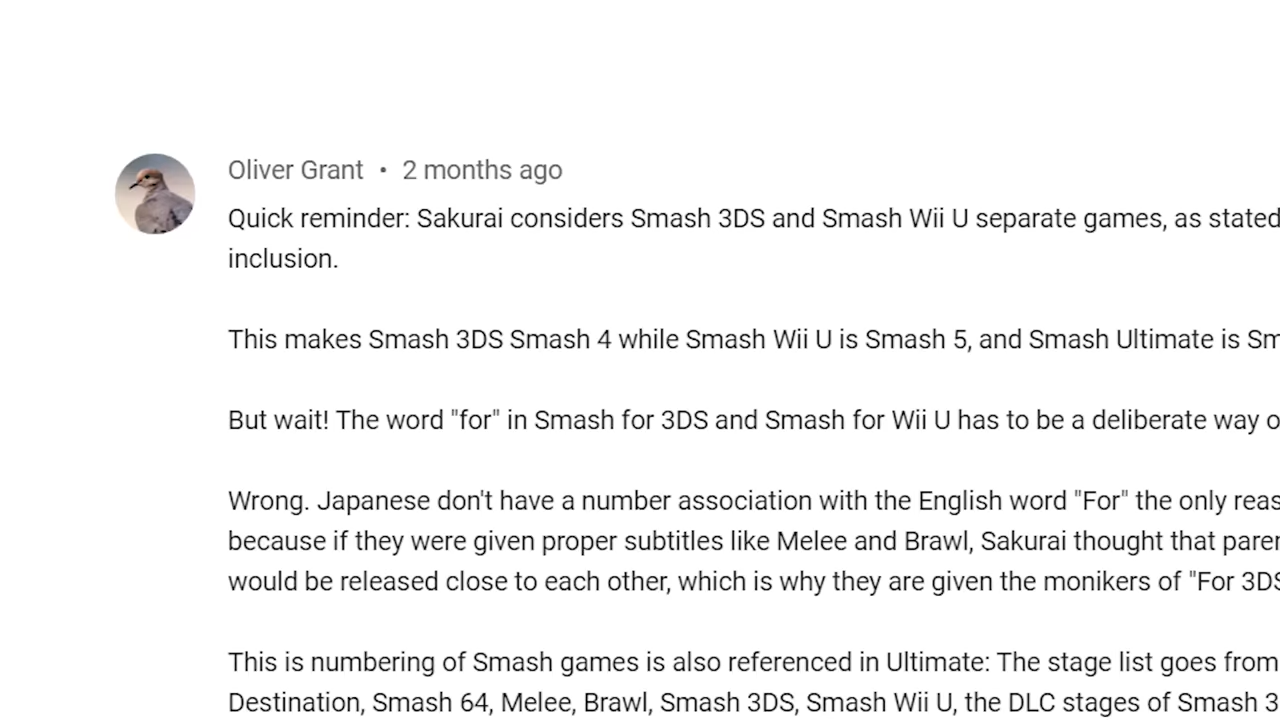 Oliver Grant • 2 months ago
Quick reminder: Sakurai considers Smash 3DS and Smash Wii U separate games, as stated
inclusion.
This makes Smash 3DS Smash 4 while Smash Wii U is Smash 5, and Smash Ultimate is
But wait! The word "for" in Smash for 3DS and Smash for Wii U has to be a deliberate way
Wrong. Japanese don't have a number association with the English word "For" the only
because if they were given proper subtitles like Melee and Brawl, Sakurai thought that
would be released close to each other, which is why they are given the monikers of "For 3DS
This is numbering of Smash games is also referenced in Ultimate: The stage list goes from
Destination, Smash 64, Melee, Brawl, Smash 3DS, Smash Wii U, the DLC stages of Smash